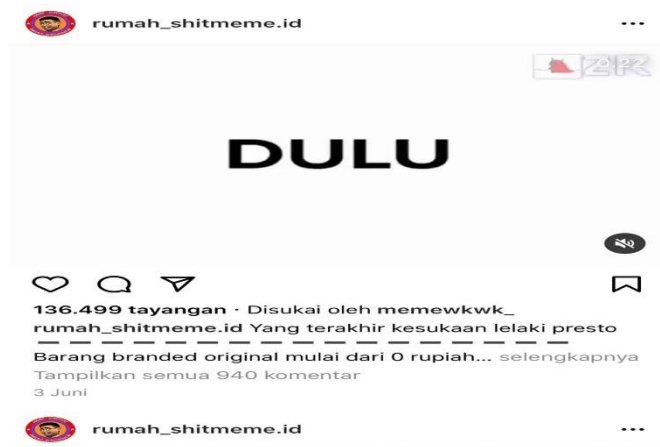 rumah_shitmeme.id
DULU
136.499 tayangan · Disukai oleh memewkwk_
rumah_shitmeme.id Yang terakhir kesukaan lelaki presto
Barang branded original mulai dari 0 rupiah... selengkapnya
Tampilkan semua 940 komentar
3 Juni
rumah_shitmeme.id